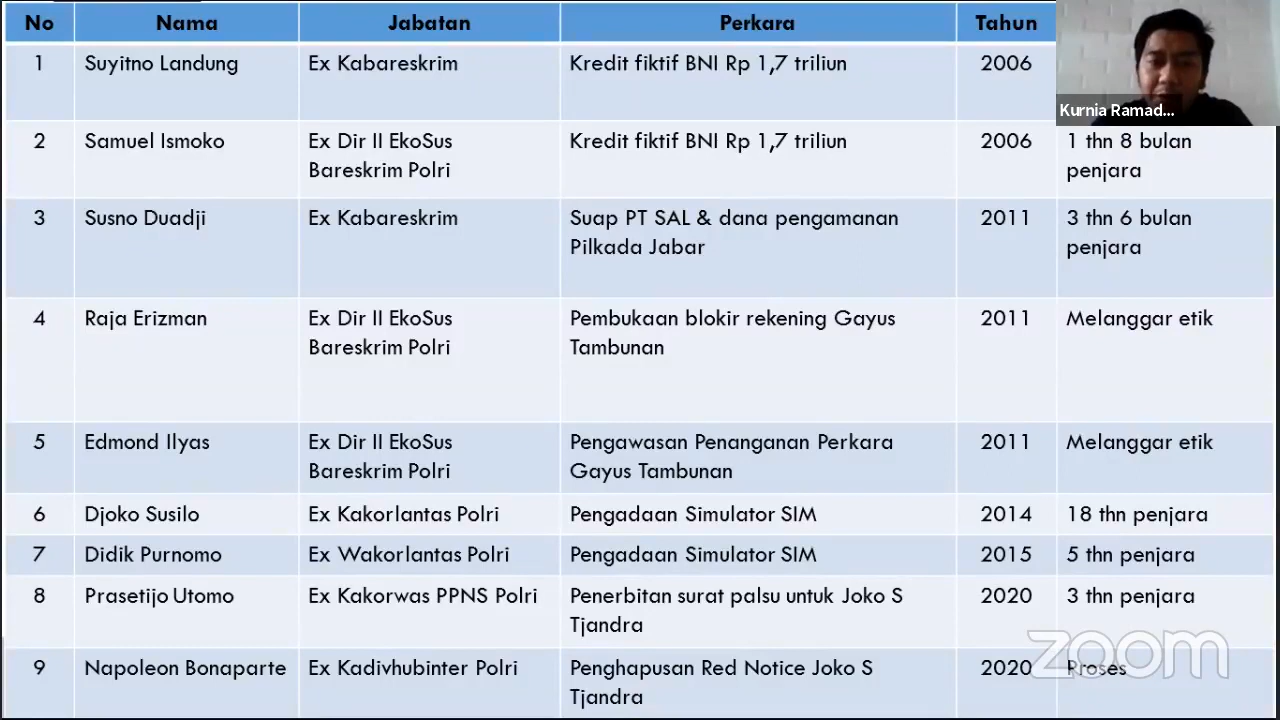 No Nama Jabatan Perkara Tahun
Kurnia Ramad...
1 Suyitno Landung Ex Kabareskrim Kredit fiktif BNI Rp 1,7 triliun 2006
2 Samuel Ismoko Ex Dir II EkoSus Kredit fiktif BNI Rp 1,7 triliun 2006 1 thn 8 bulan
Bareskrim Polri penjara
3 Susno Duadji Ex Kabareskrim Suap PT SAL & dana pengamanan 2011 3 thn 6 bulan
Pilkada Jabar penjara
4 Raja Erizman Ex Dir II EkoSus Pembukaan blokir rekening Gayus 2011 Melanggar etik
Bareskrim Polri Tambunan
5 Edmond Ilyas Ex Dir II EkoSus Pengawasan Penanganan Perkara 2011 Melanggar etik
Bareskrim Polri Gayus Tambunan
6 Djoko Susilo Ex Kakorlantas Polri Pengadaan Simulator SIM 2014 18 thn penjara
7 Didik Purnomo Ex Wakorlantas Polri Pengadaan Simulator SIM 2015 5 thn penjara
8 Prasetijo Utomo Ex Kakorwas PPNS Polri Penerbitan surat palsu untuk Joko S 2020 3 thn penjara
Tjandra
9 Napoleon Bonaparte Ex Kadivhubinter Polri Penghapusan Red Notice Joko S 2020 Proses
Tjandra
zoom